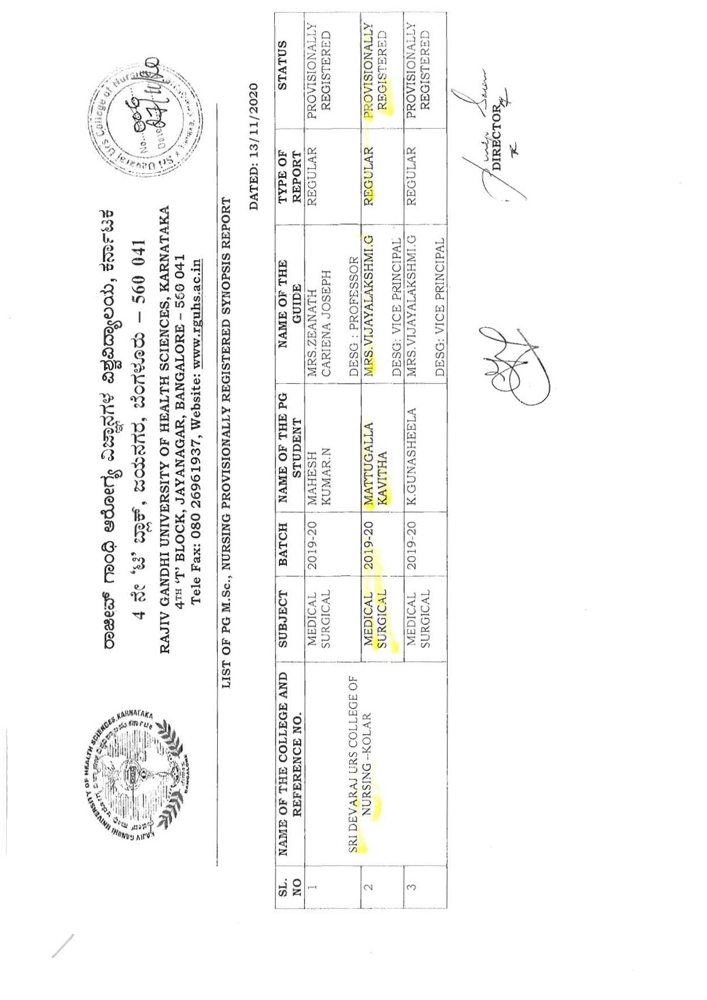 ರಾಜೀವ್ ಗಾಂಧಿ ಆರೋಗ್ಯ ವಿಜ್ಞಾನಗಳ ವಿಶ್ವವಿದ್ಯಾಲಯ, ಕರ್ನಾಟಕ
4 ನೇ ‘ಟಿ’ ಬ್ಲಾಕ್, ಜಯನಗರ, ಬೆಂಗಳೂರು – 560 041
RAJIV GANDHI UNIVERSITY OF HEALTH SCIENCES, KARNATAKA
4TH ‘T’ BLOCK, JAYANAGAR, BANGALORE – 560 041
Tele Fax: 080 26961937, Website: www.rguhs.ac.in
RAJIV GANDHI UNIVERSITY OF HEALTH SCIENCES, KARNATAKA
BANGALORE
Sri Devaraj Urs College of Nursing
No...006
Date
LIST OF PG M.Sc., NURSING PROVISIONALLY REGISTERED SYNOPSIS REPORT
DATED: 13/11/2020
SL. NAME OF THE COLLEGE AND SUBJECT BATCH NAME OF THE PG NAME OF THE TYPE OF STATUS
NO REFERENCE NO. STUDENT GUIDE REPORT
1 MEDICAL 2019-20 MAHESH MRS.ZEANATH REGULAR PROVISIONALLY
SURGICAL KUMAR.N CARIENA JOSEPH REGISTERED
SRI DEVARAJ URS COLLEGE OF DESG : PROFESSOR
2 NURSING –KOLAR MEDICAL 2019-20 MATTUGALLA MRS.VIJAYALAKSHMI.G REGULAR PROVISIONALLY
SURGICAL KAVITHA REGISTERED
DESG: VICE PRINCIPAL
3 MEDICAL 2019-20 K.GUNASHEELA MRS.VIJAYALAKSHMI.G REGULAR PROVISIONALLY
SURGICAL REGISTERED
DESG: VICE PRINCIPAL
DIRECTOR